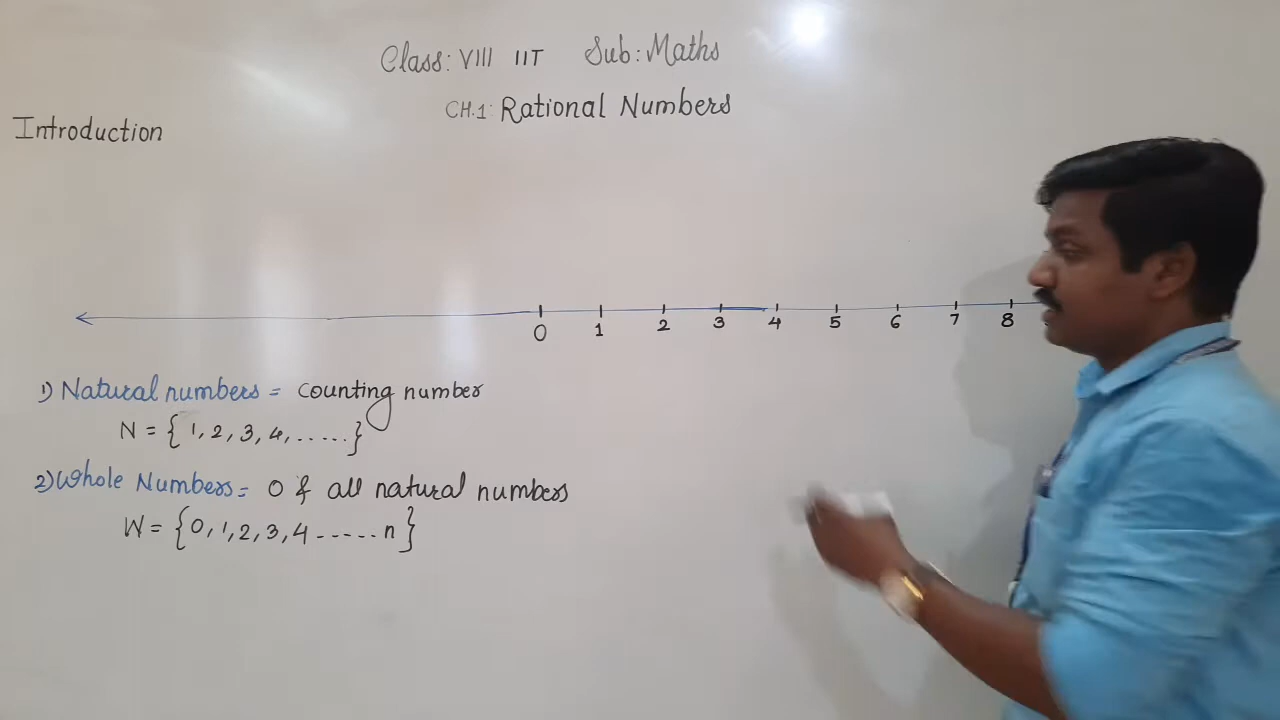 Class: VIII IIT Sub: Maths
CH.1: Rational Numbers
Introduction
0 1 2 3 4 5 6 7 8
1) Natural numbers = counting number
N = { 1, 2, 3, 4, ..... }
2) Whole Numbers = 0 & all natural numbers
W = {0, 1, 2, 3, 4 ----- n }